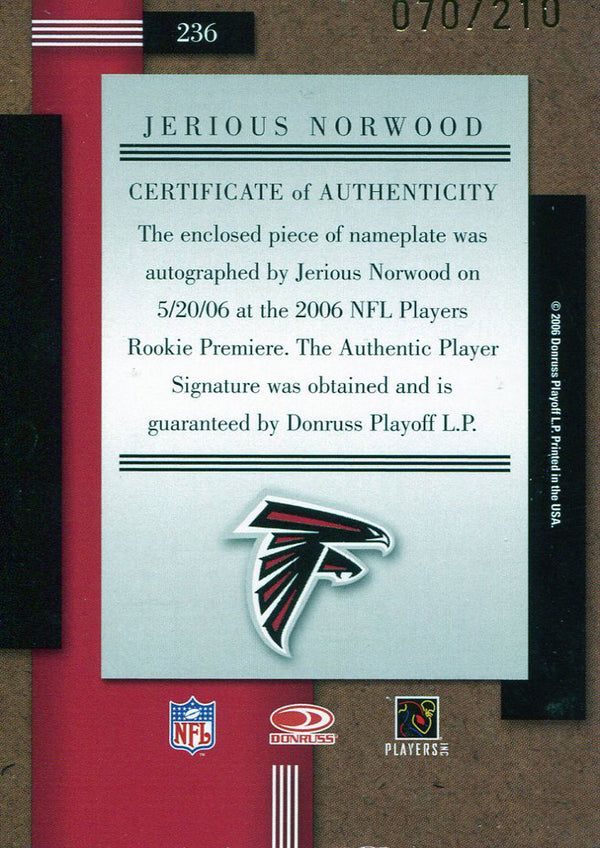 236
070/210
JERIOUS NORWOOD
CERTIFICATE of AUTHENTICITY
The enclosed piece of nameplate was
autographed by Jerious Norwood on
5/20/06 at the 2006 NFL Players
Rookie Premiere. The Authentic Player
Signature was obtained and is
guaranteed by Donruss Playoff L.P.
© 2006 Donruss Playoff L.P. Printed in the USA.
NFL
DONRUSS
PLAYERS INC